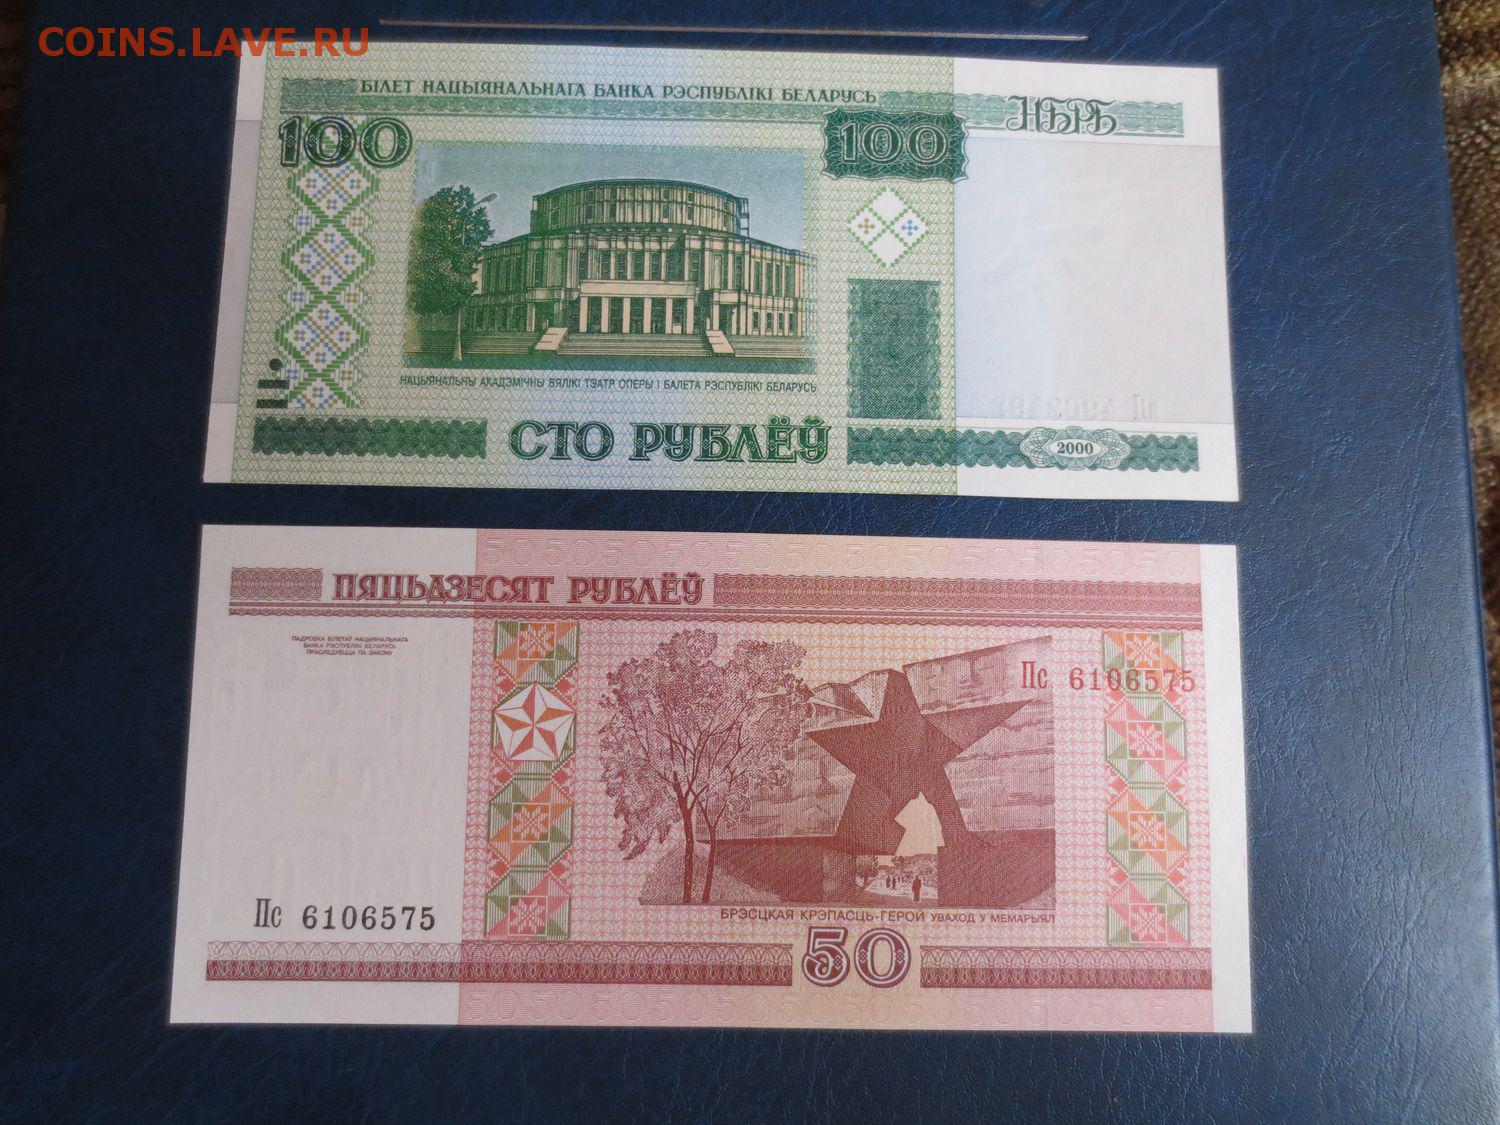 COINS.LAVE.RU
БІЛЕТ НАЦЫЯНАЛЬНАГА БАНКА РЭСПУБЛІКІ БЕЛАРУСЬ
НБРБ
100
100
НАЦЫЯНАЛЬНЫ АКАДЭМІЧНЫ ВЯЛІКІ ТЭАТР ОПЕРЫ І БАЛЕТА РЭСПУБЛІКІ БЕЛАРУСЬ
СТО РУБЛЁЎ
2000
ПЯЦЬДЗЕСЯТ РУБЛЁЎ
ПАДРОБКА БІЛЕТАЎ НАЦЫЯНАЛЬНАГА
БАНКА РЭСПУБЛІКІ БЕЛАРУСЬ
ПРАСЛЕДУЕЦЦА ПА ЗАКОНУ
Пс 6106575
Пс 6106575
БРЭСЦКАЯ КРЭПАСЦЬ-ГЕРОЙ УВАХОД У МЕМАРЫЯЛ
50